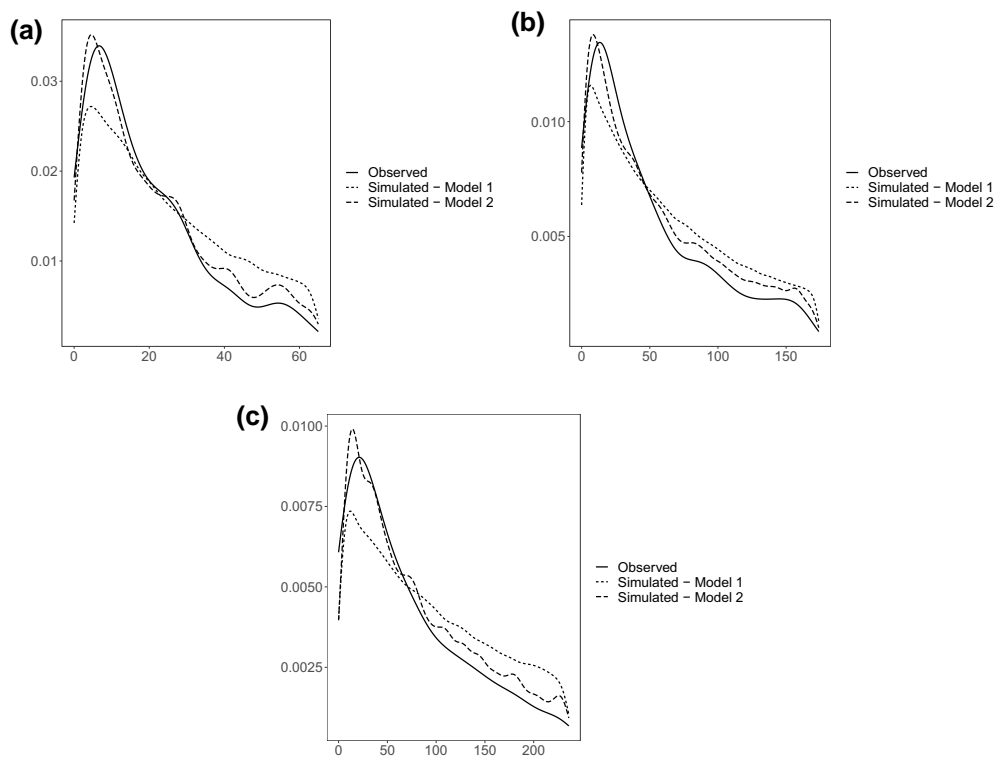 (a)
0.03
0.02
0.01
0 20 40 60
Observed
Simulated − Model 1
Simulated − Model 2
(b)
0.010
0.005
0 50 100 150
Observed
Simulated − Model 1
Simulated − Model 2
(c)
0.0100
0.0075
0.0050
0.0025
0 50 100 150 200
Observed
Simulated − Model 1
Simulated − Model 2